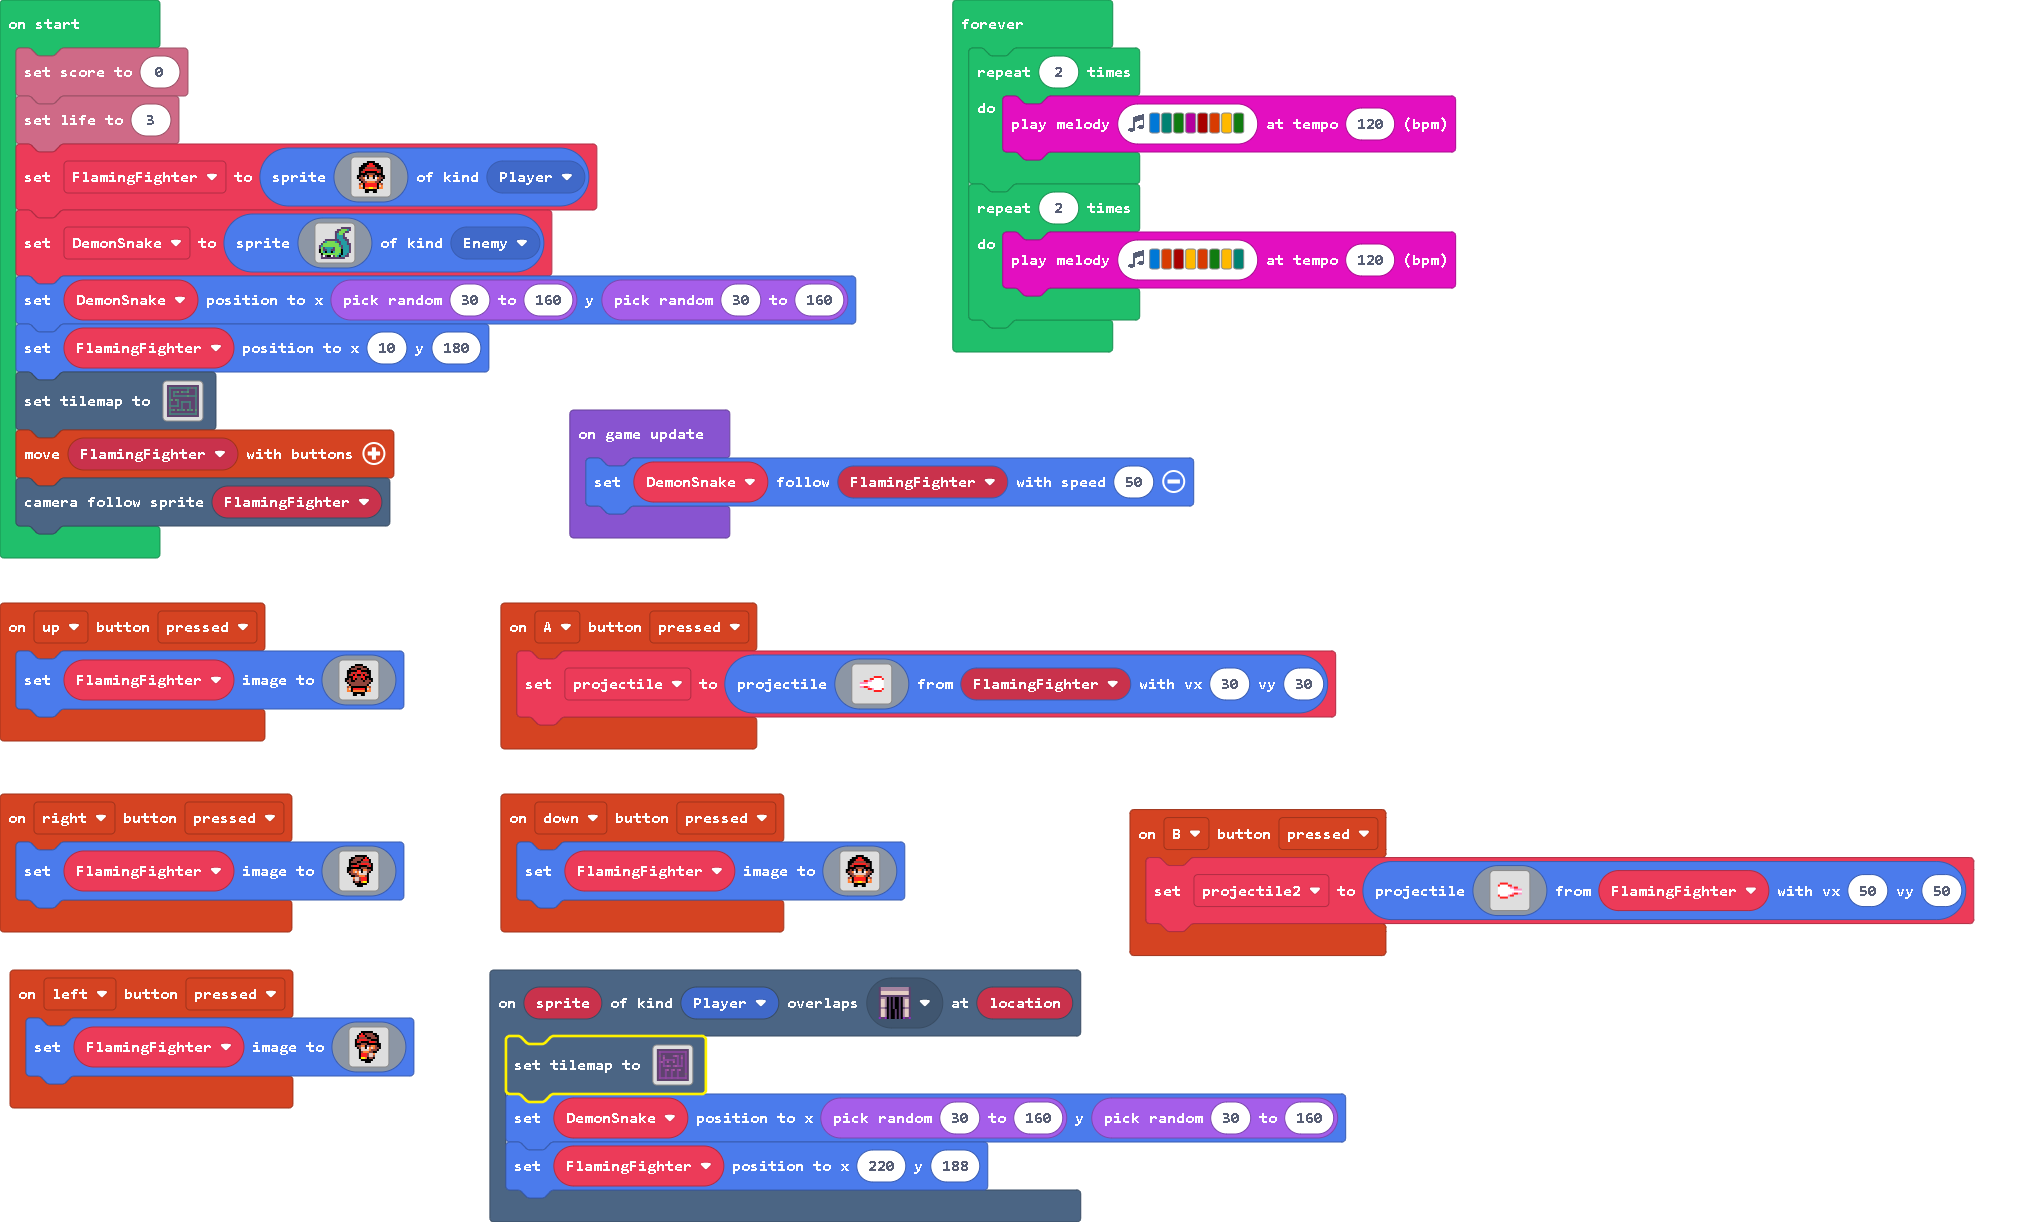 on start
set score to 0
set life to 3
set FlamingFighter to sprite of kind Player
set DemonSnake to sprite of kind Enemy
set DemonSnake position to x pick random 30 to 160 y pick random 30 to 160
set FlamingFighter position to x 10 y 180
set tilemap to
move FlamingFighter with buttons
camera follow sprite FlamingFighter
forever
repeat 2 times
do play melody at tempo 120 (bpm)
repeat 2 times
do play melody at tempo 120 (bpm)
on game update
set DemonSnake follow FlamingFighter with speed 50
on up button pressed
set FlamingFighter image to
on A button pressed
set projectile to projectile from FlamingFighter with vx 30 vy 30
on right button pressed
set FlamingFighter image to
on down button pressed
set FlamingFighter image to
on B button pressed
set projectile2 to projectile from FlamingFighter with vx 50 vy 50
on left button pressed
set FlamingFighter image to
on sprite of kind Player overlaps at location
set tilemap to
set DemonSnake position to x pick random 30 to 160 y pick random 30 to 160
set FlamingFighter position to x 220 y 188